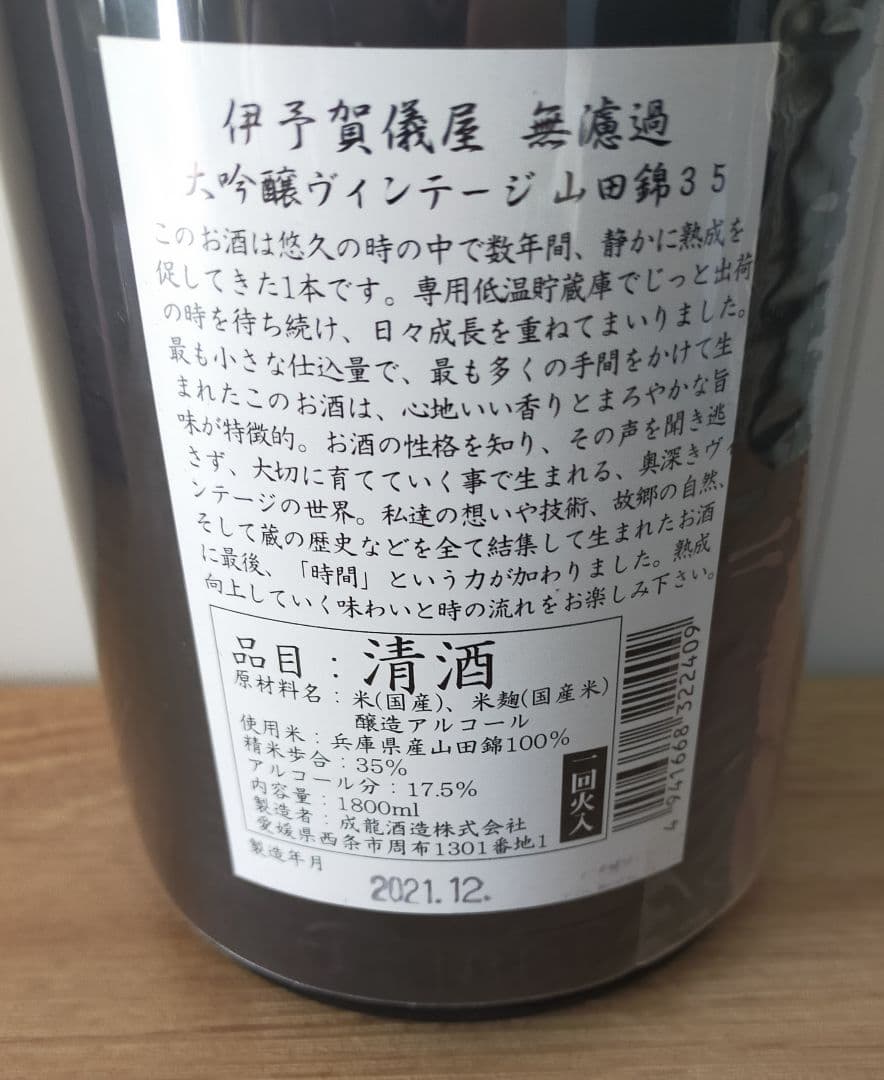 伊予賀儀屋 無濾過
大吟醸ヴィンテージ 山田錦35
このお酒は悠久の時の中で数年間、静かに熟成を
促してきた1本です。専用低温貯蔵庫でじっと出荷
の時を待ち続け、日々成長を重ねてまいりました。
最も小さな仕込量で、最も多くの手間をかけて生
まれたこのお酒は、心地いい香りとまろやかな旨
味が特徴的。お酒の性格を知り、その声を聞き逃
さず、大切に育てていく事で生まれる、奥深きヴィ
ンテージの世界。私達の想いや技術、故郷の自然、
そして蔵の歴史などを全て結集して生まれたお酒
に最後、「時間」という力が加わりました。熟成
向上していく味わいと時の流れをお楽しみ下さい。
品目：清酒
原材料名：米(国産)、米麹(国産米)
醸造アルコール
使用米：兵庫県産山田錦100%
精米歩合：35%
アルコール分：17.5%
内容量：1800ml
製造者：成龍酒造株式会社
愛媛県西条市周布1301番地1
一回火入
4941668322409
製造年月
2021.12.